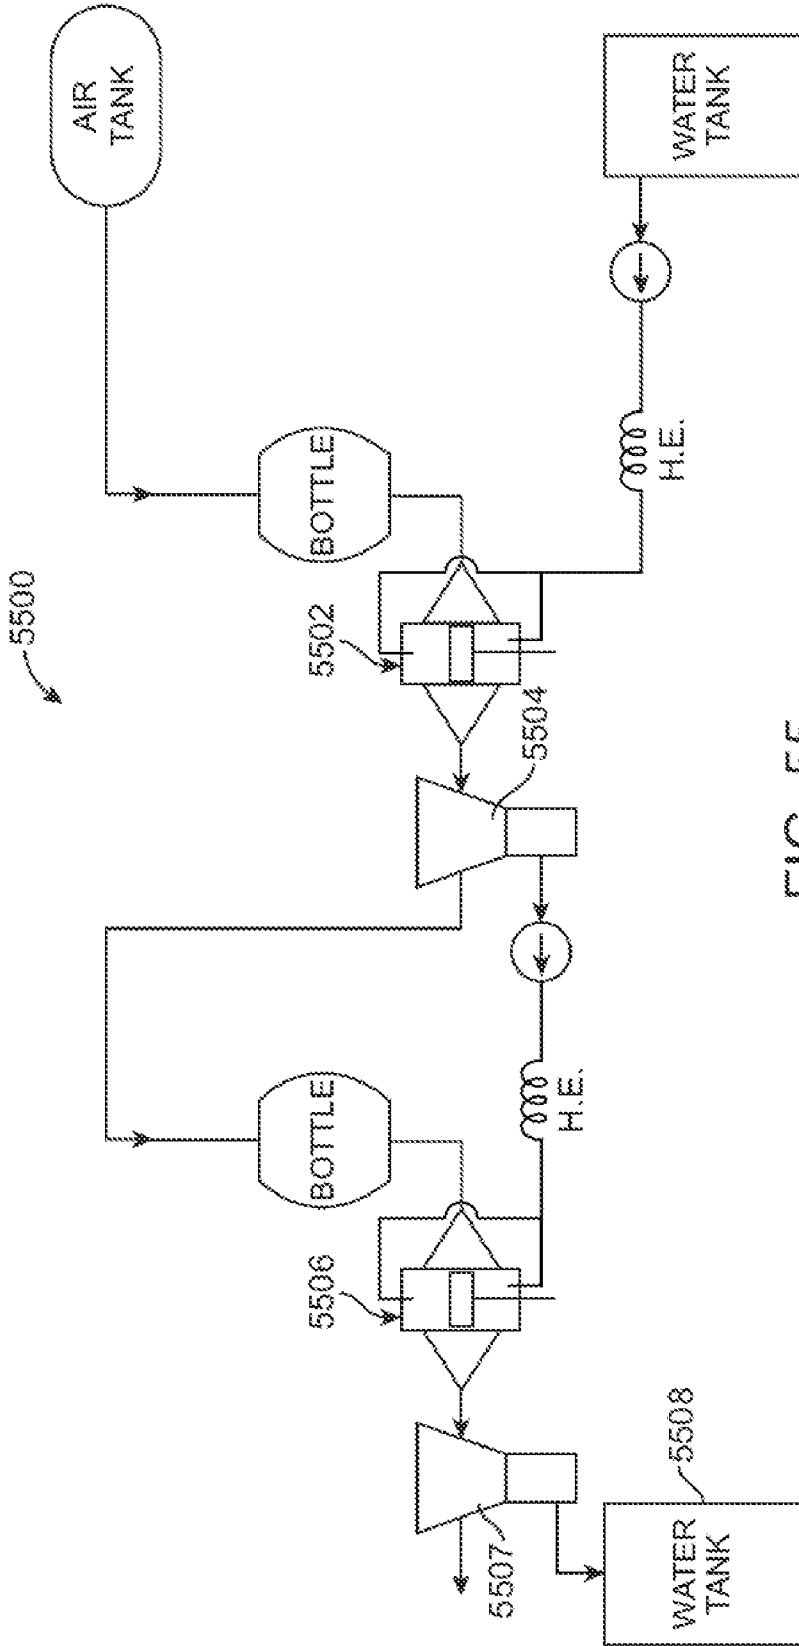 5500
AIR
TANK
BOTTLE
BOTTLE
5506
5502
5507
5504
H.E.
H.E.
5508
WATER
TANK
WATER
TANK